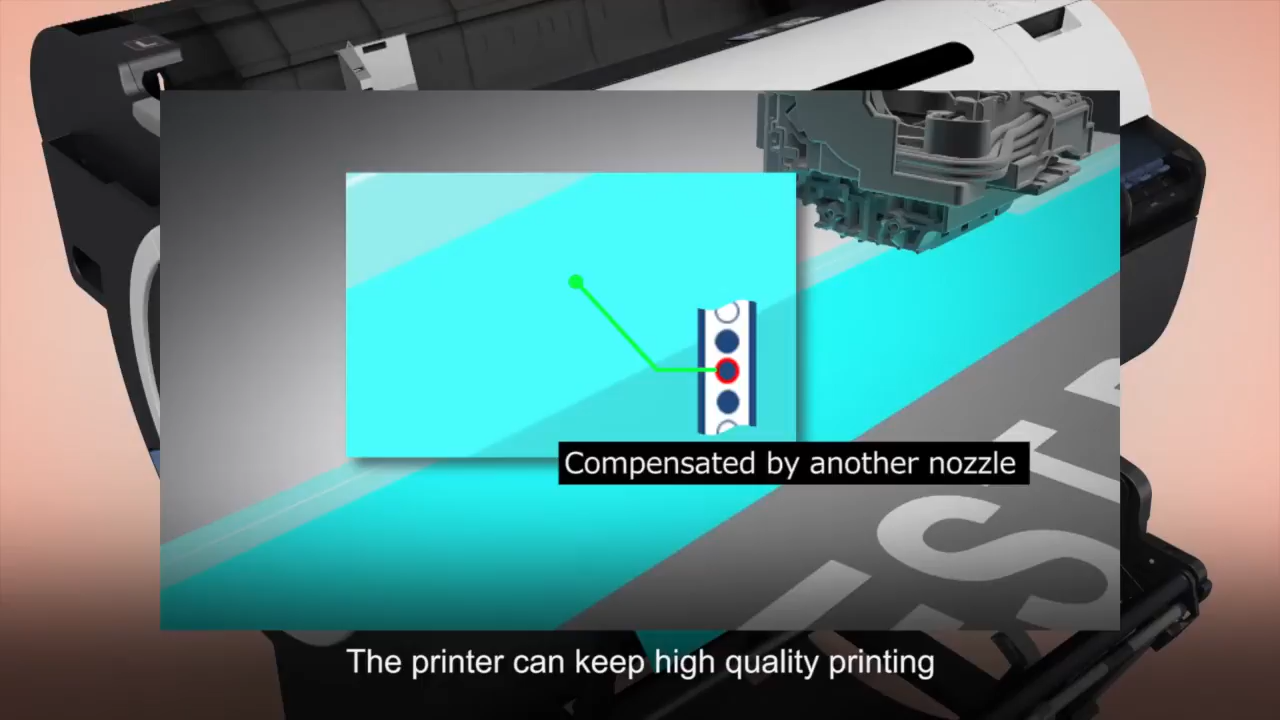 Compensated by another nozzle
The printer can keep high quality printing